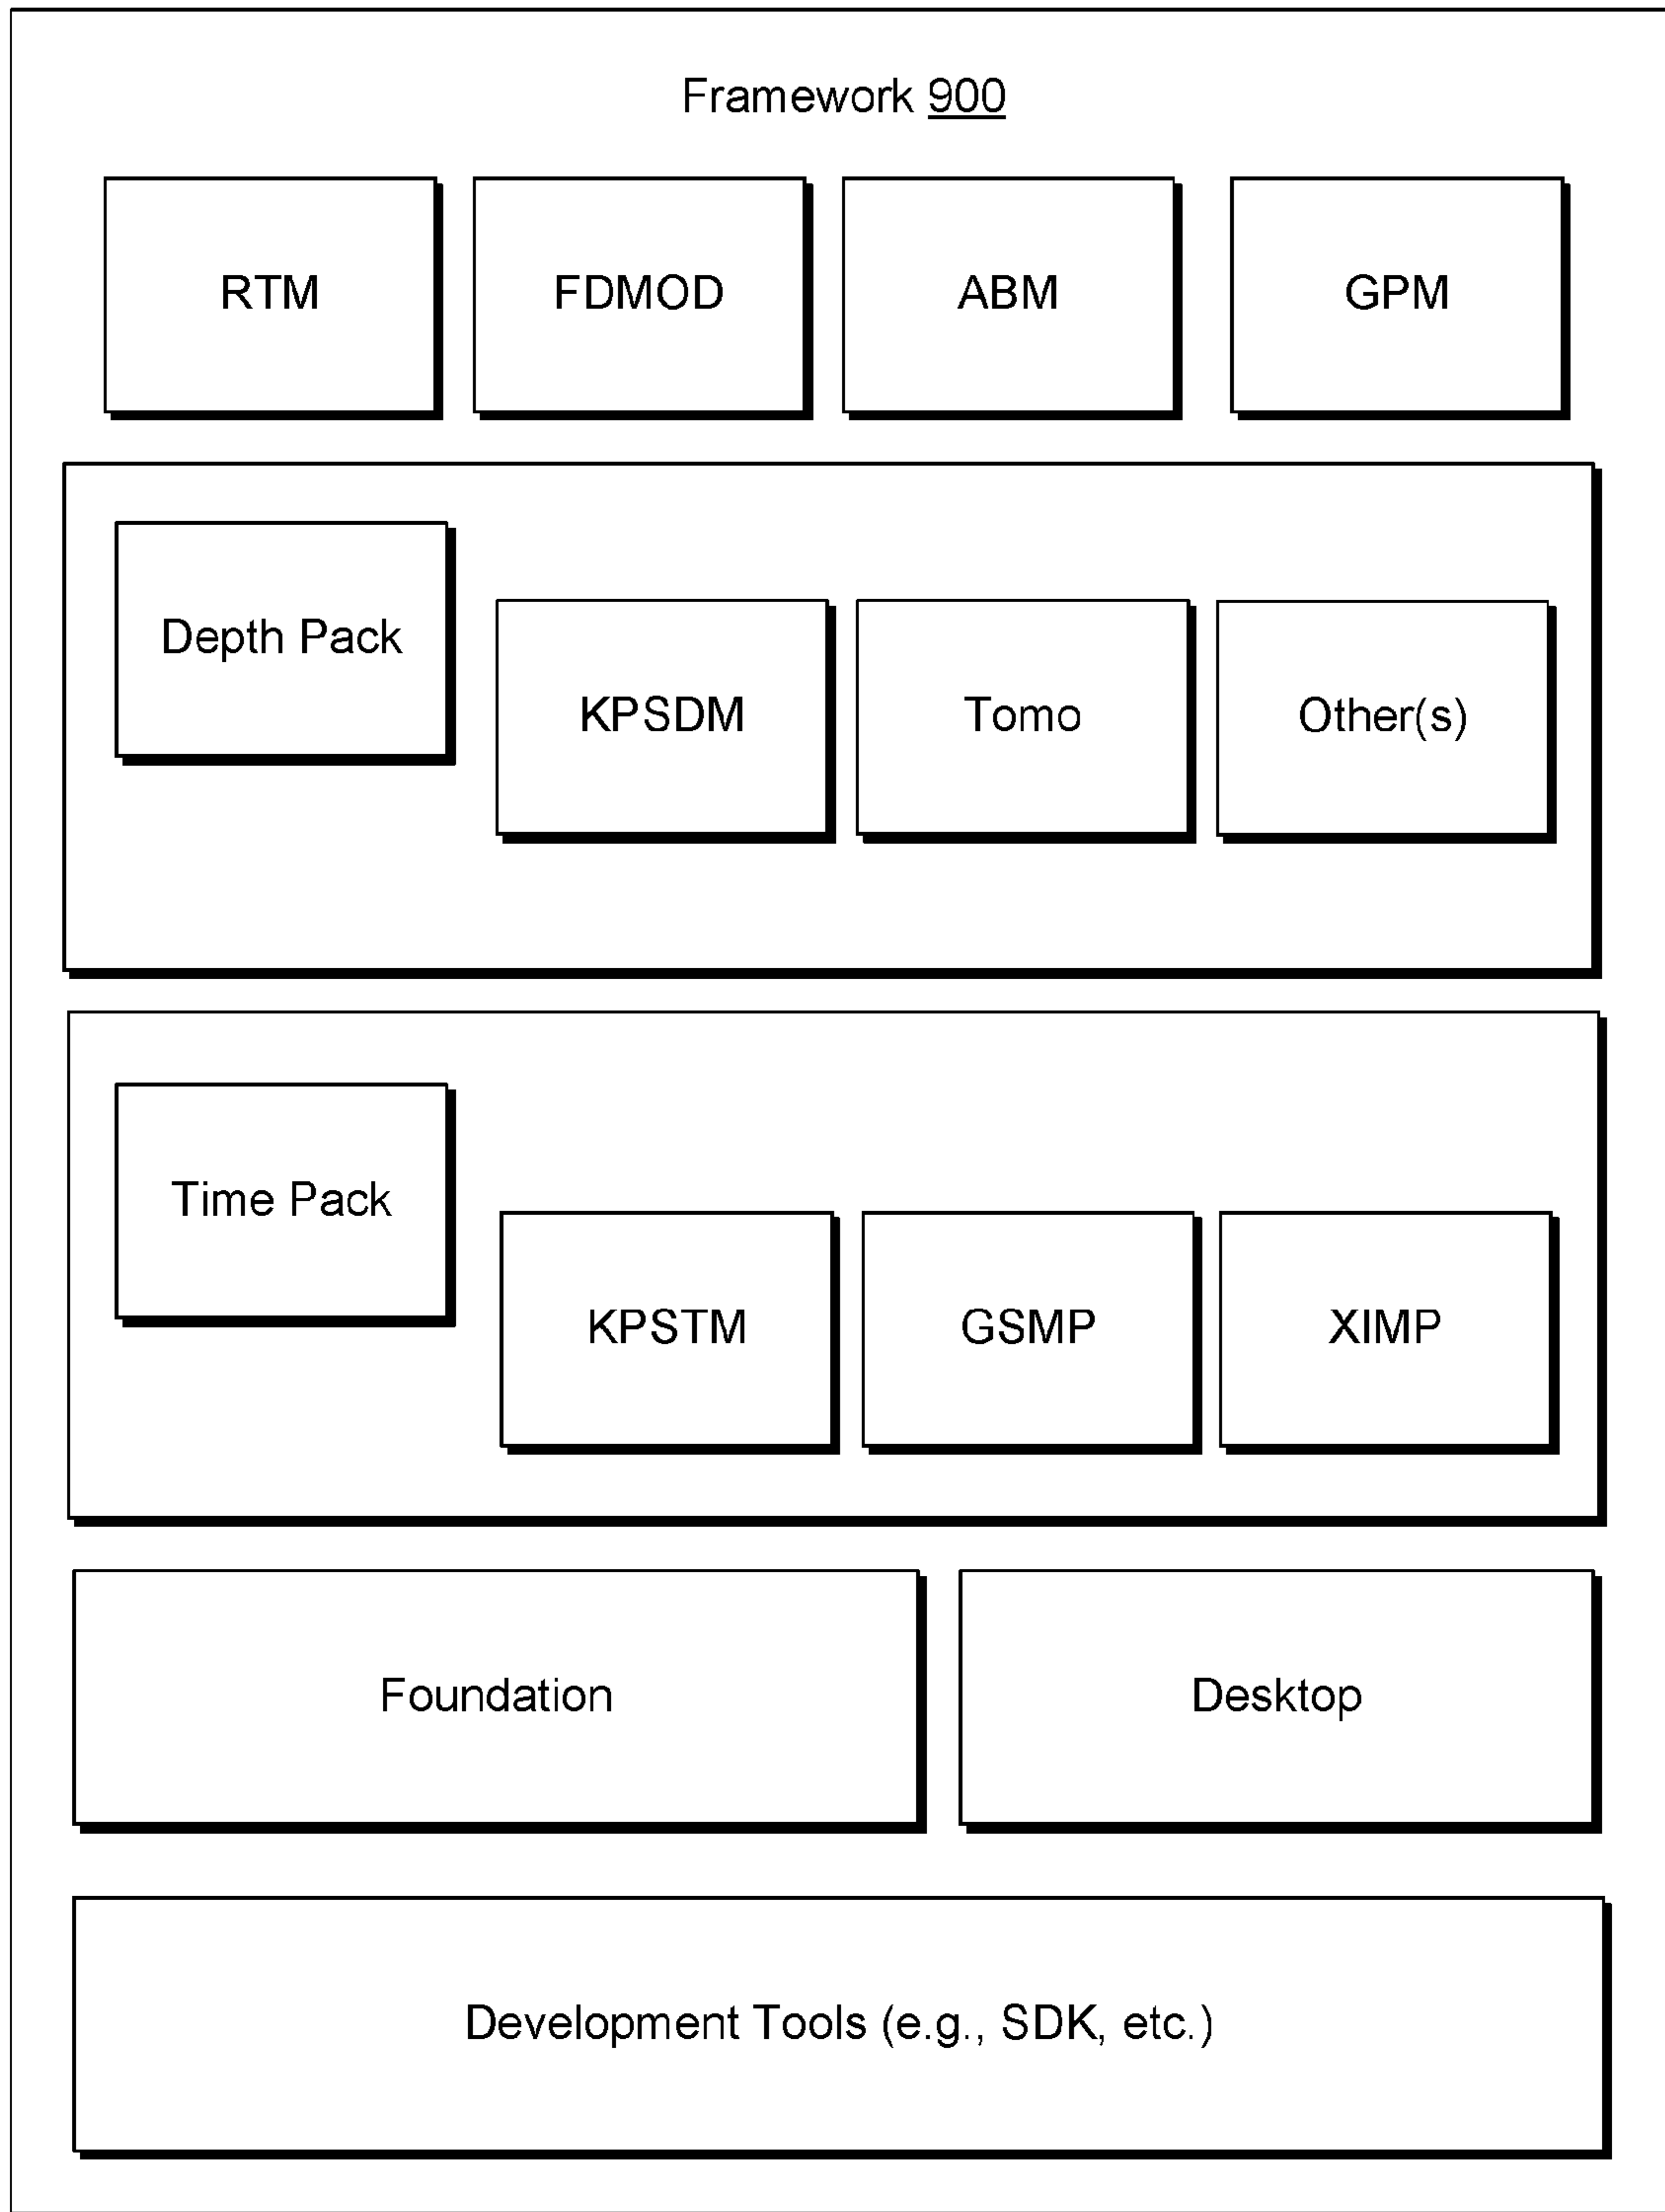 Framework 900
RTM
FDMOD
ABM
GPM
Depth Pack
KPSDM
Tomo
Other(s)
Time Pack
KPSTM
GSMP
XIMP
Foundation
Desktop
Development Tools (e.g., SDK, etc.)